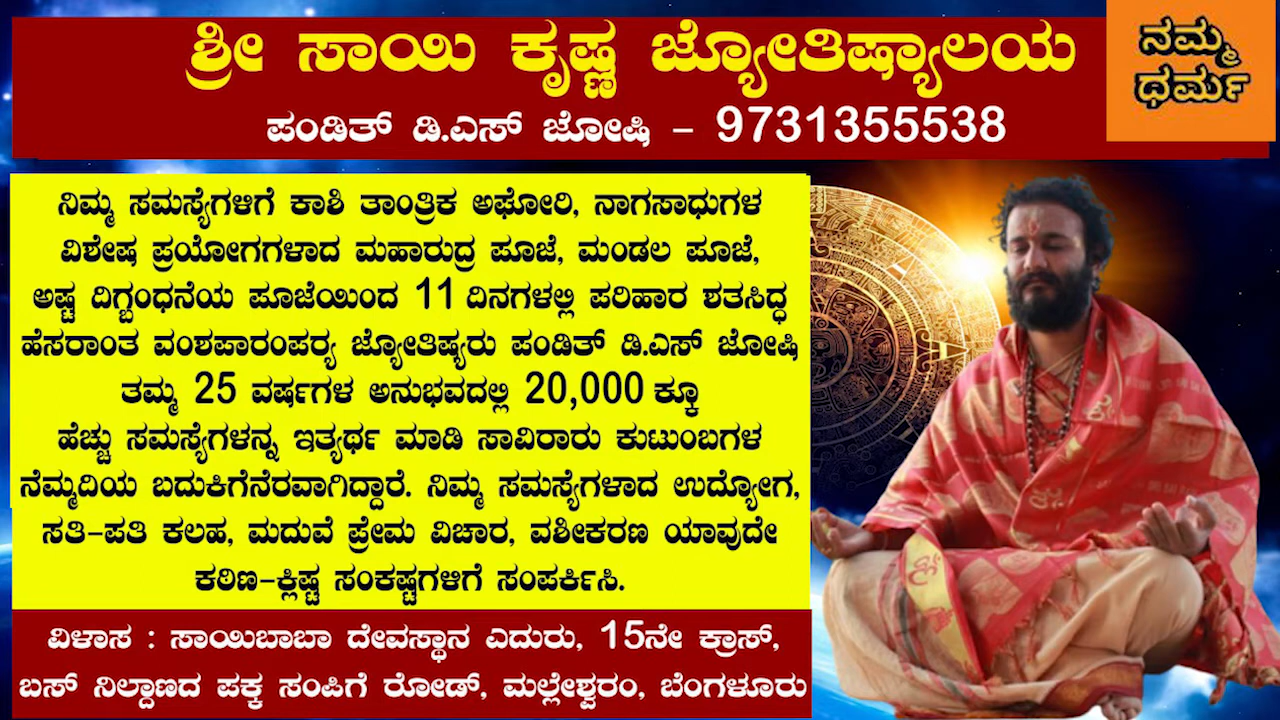 ಶ್ರೀ ಸಾಯಿ ಕೃಷ್ಣ ಜ್ಯೋತಿಷ್ಯಾಲಯ
ಪಂಡಿತ್ ಡಿ.ಎಸ್ ಜೋಷಿ – 9731355538
ನಮ್ಮ
ಧರ್ಮ
ನಿಮ್ಮ ಸಮಸ್ಯೆಗಳಿಗೆ ಕಾಶಿ ತಾಂತ್ರಿಕ ಅಘೋರಿ, ನಾಗಸಾಧುಗಳ
ವಿಶೇಷ ಪ್ರಯೋಗಗಳಾದ ಮಹಾರುದ್ರ ಪೂಜೆ, ಮಂಡಲ ಪೂಜೆ,
ಅಷ್ಟ ದಿಗ್ಬಂಧನೆಯ ಪೂಜೆಯಿಂದ 11 ದಿನಗಳಲ್ಲಿ ಪರಿಹಾರ ಶತಸಿದ್ಧ
ಹೆಸರಾಂತ ವಂಶಪಾರಂಪರ್‍ಯ ಜ್ಯೋತಿಷ್ಯರು ಪಂಡಿತ್ ಡಿ.ಎಸ್ ಜೋಷಿ
ತಮ್ಮ 25 ವರ್ಷಗಳ ಅನುಭವದಲ್ಲಿ 20,000 ಕ್ಕೂ
ಹೆಚ್ಚು ಸಮಸ್ಯೆಗಳನ್ನ ಇತ್ಯರ್ಥ ಮಾಡಿ ಸಾವಿರಾರು ಕುಟುಂಬಗಳ
ನೆಮ್ಮದಿಯ ಬದುಕಿಗೆನೆರವಾಗಿದ್ದಾರೆ. ನಿಮ್ಮ ಸಮಸ್ಯೆಗಳಾದ ಉದ್ಯೋಗ,
ಸತಿ-ಪತಿ ಕಲಹ, ಮದುವೆ ಪ್ರೇಮ ವಿಚಾರ, ವಶೀಕರಣ ಯಾವುದೇ
ಕಠಿಣ-ಕ್ಲಿಷ್ಟ ಸಂಕಷ್ಟಗಳಿಗೆ ಸಂಪರ್ಕಿಸಿ.
ವಿಳಾಸ : ಸಾಯಿಬಾಬಾ ದೇವಸ್ಥಾನ ಎದುರು, 15ನೇ ಕ್ರಾಸ್,
ಬಸ್ ನಿಲ್ದಾಣದ ಪಕ್ಕ ಸಂಪಿಗೆ ರೋಡ್, ಮಲ್ಲೇಶ್ವರಂ, ಬೆಂಗಳೂರು